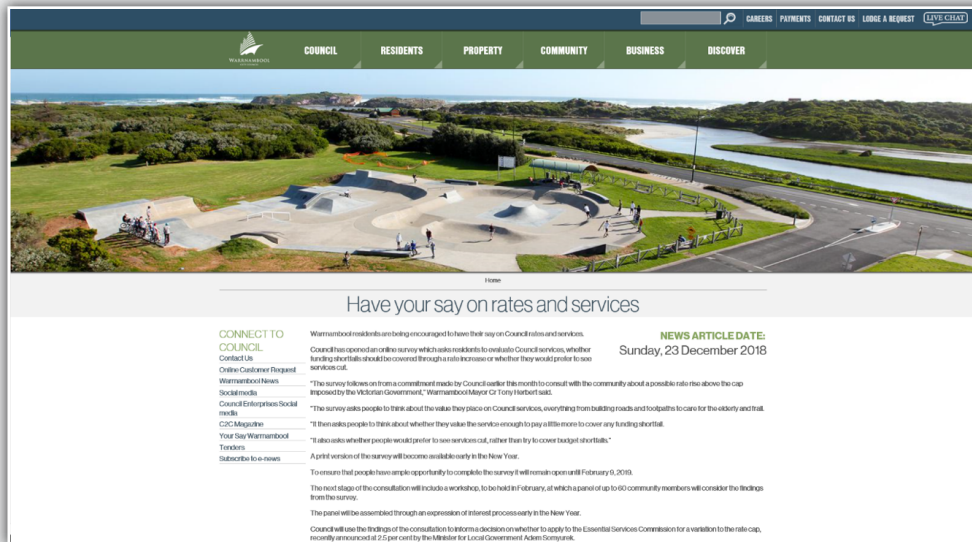 CAREERS PAYMENTS CONTACT US LODGE A REQUEST LIVE CHAT
WARRNAMBOOL
COUNCIL RESIDENTS PROPERTY COMMUNITY BUSINESS DISCOVER
Home
Have your say on rates and services
CONNECT TO
COUNCIL
Contact Us
Online Customer Request
Warrnambool News
Social media
Council Enterprises Social
media
C2C Magazine
Your Say Warrnambool
Tenders
Subscribe to e-news
NEWS ARTICLE DATE:
Sunday, 23 December 2018
Warrnambool residents are being encouraged to have their say on Council rates and services.
Council has opened an online survey which asks residents to evaluate Council services, whether
funding shortfalls should be covered through a rate increase or whether they would prefer to see
services cut.
"The survey follows on from a commitment made by Council earlier this month to consult with the community about a possible rate rise above the cap
imposed by the Victorian Government," Warrnambool Mayor Cr Tony Herbert said.
"The survey asks people to think about the value they place on Council services, everything from building roads and footpaths to care for the elderly and frail.
"It then asks people to think about whether they value the service enough to pay a little more to cover any funding shortfall.
"It also asks whether people would prefer to see services cut, rather than try to cover budget shortfalls."
A print version of the survey will become available early in the New Year.
To ensure that people have ample opportunity to complete the survey it will remain open until February 9, 2019.
The next stage of the consultation will include a workshop, to be held in February, at which a panel of up to 60 community members will consider the findings
from the survey.
The panel will be assembled through an expression of interest process early in the New Year.
Council will use the findings of the consultation to inform a decision on whether to apply to the Essential Services Commission for a variation to the rate cap,
recently announced at 2.5 per cent by the Minister for Local Government Adem Somyurek.